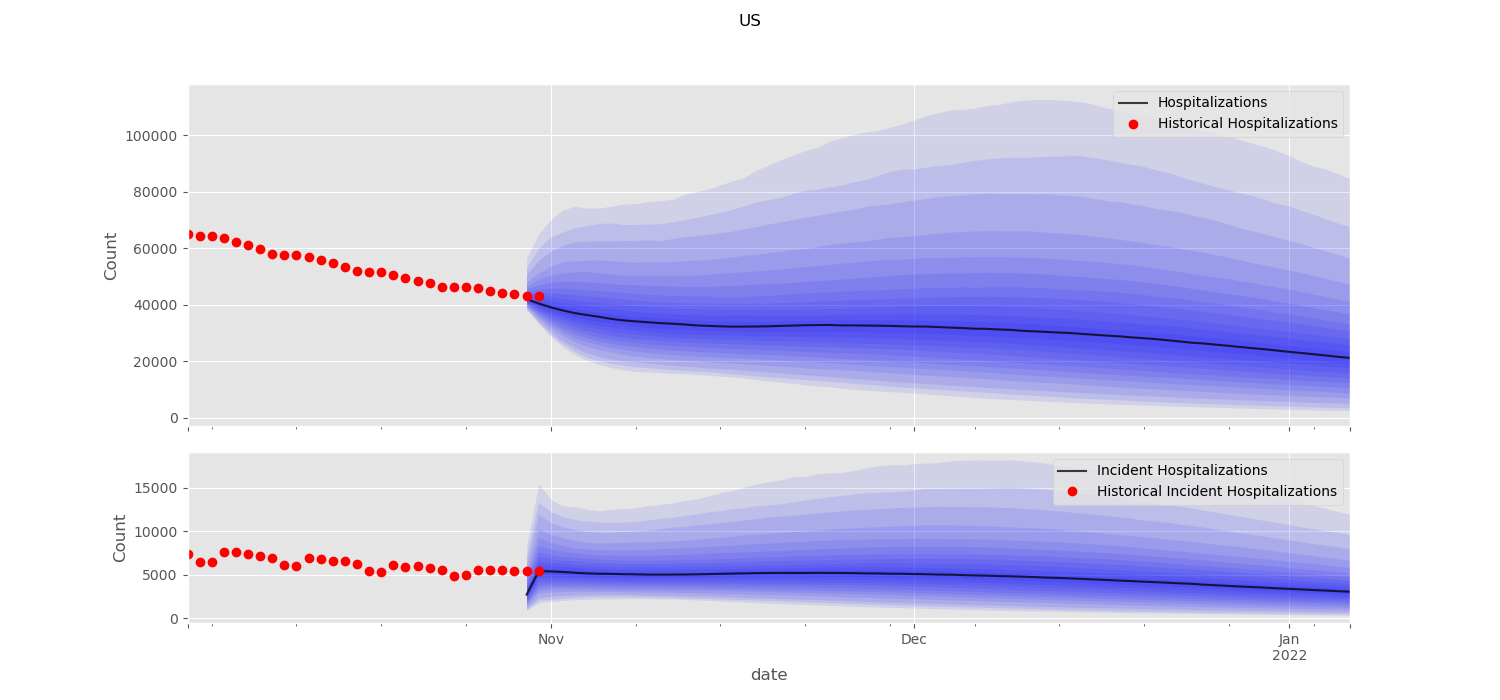 US
Count
100000
80000
60000
40000
20000
0
Hospitalizations
Historical Hospitalizations
Count
15000
10000
5000
0
Incident Hospitalizations
Historical Incident Hospitalizations
Nov
Dec
Jan
2022
date